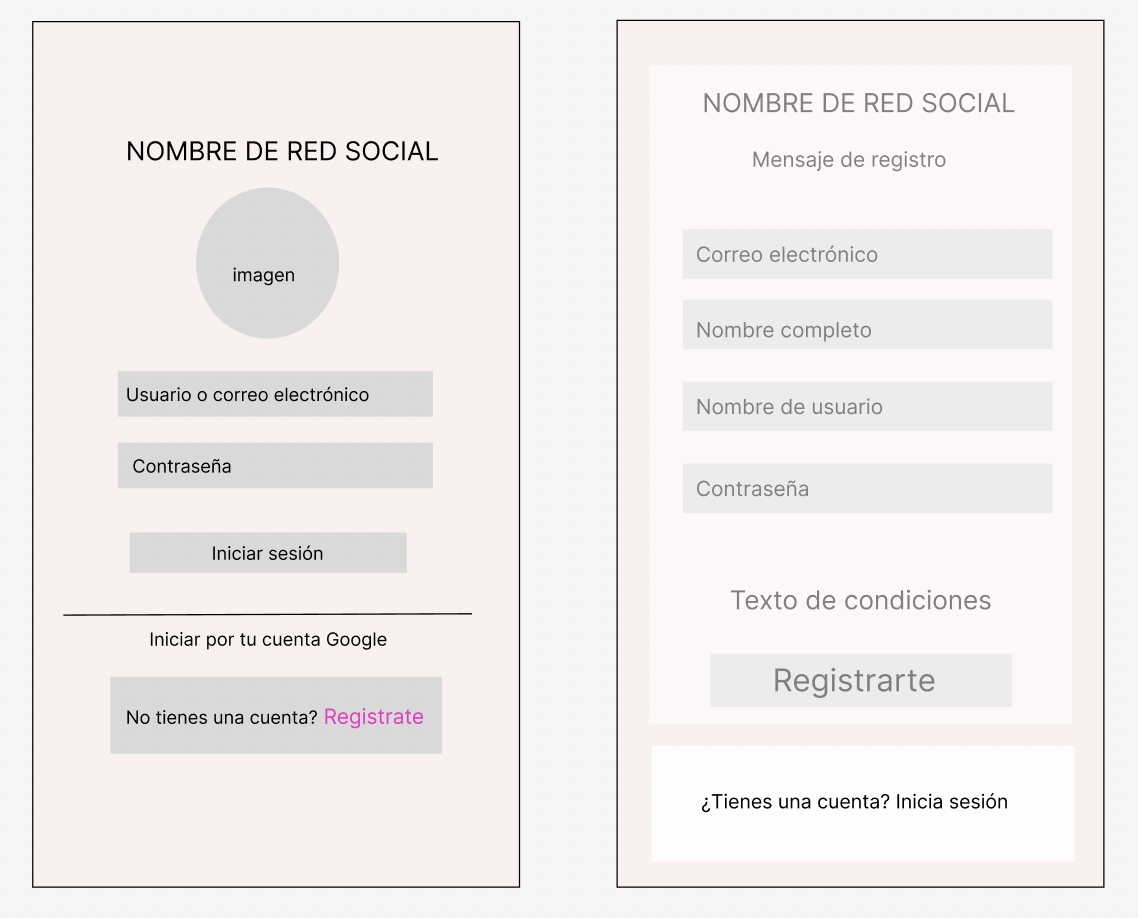 NOMBRE DE RED SOCIAL
imagen
Usuario o correo electrónico
Contraseña
Iniciar sesión
Iniciar por tu cuenta Google
No tienes una cuenta? Registrate
NOMBRE DE RED SOCIAL
Mensaje de registro
Correo electrónico
Nombre completo
Nombre de usuario
Contraseña
Texto de condiciones
Registrarte
¿Tienes una cuenta? Inicia sesión